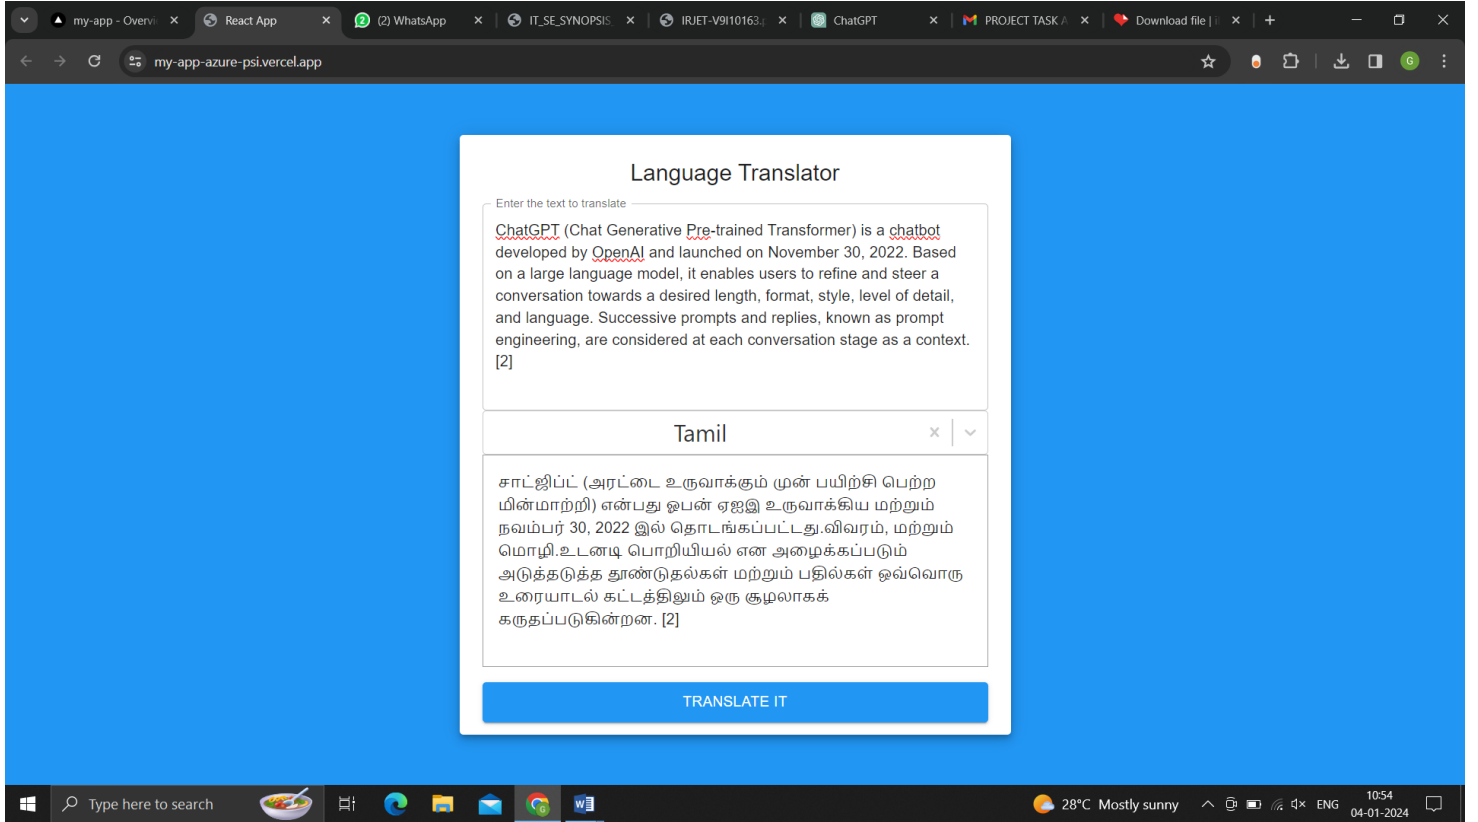 my-app - Overvi
React App
(2) WhatsApp
IT_SE_SYNOPSIS_
IRJET-V9I10163.p
ChatGPT
PROJECT TASK A
Download file | i
my-app-azure-psi.vercel.app
G
Language Translator
Enter the text to translate
ChatGPT (Chat Generative Pre-trained Transformer) is a chatbot
developed by OpenAI and launched on November 30, 2022. Based
on a large language model, it enables users to refine and steer a
conversation towards a desired length, format, style, level of detail,
and language. Successive prompts and replies, known as prompt
engineering, are considered at each conversation stage as a context.
[2]
Tamil
சாட்ஜிப்ட் (அரட்டை உருவாக்கும் முன் பயிற்சி பெற்ற
மின்மாற்றி) என்பது ஓபன் ஏஐஇ உருவாக்கிய மற்றும்
நவம்பர் 30, 2022 இல் தொடங்கப்பட்டது.விவரம், மற்றும்
மொழி.உடனடி பொறியியல் என அழைக்கப்படும்
அடுத்தடுத்த தூண்டுதல்கள் மற்றும் பதில்கள் ஒவ்வொரு
உரையாடல் கட்டத்திலும் ஒரு சூழலாகக்
கருதப்படுகின்றன. [2]
TRANSLATE IT
Type here to search
28°C Mostly sunny
ENG
10:54
04-01-2024